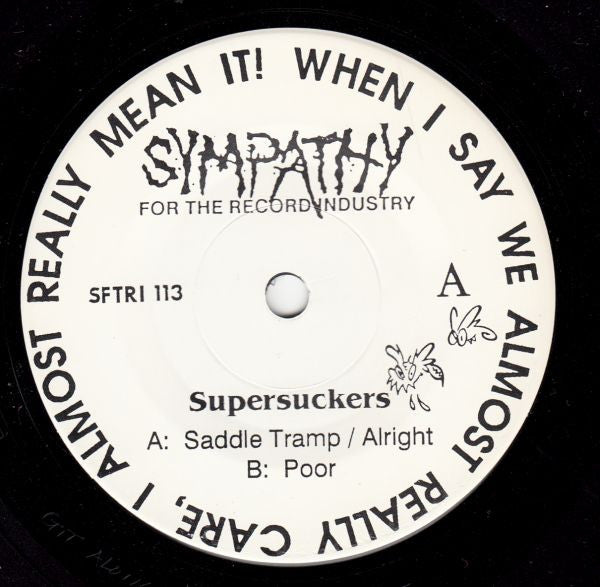 WHEN I SAY WE ALMOST REALLY CARE, I ALMOST REALLY MEAN IT!
SYMPATHY
FOR THE RECORD INDUSTRY
SFTRI 113
A
Supersuckers
A: Saddle Tramp / Alright
B: Poor